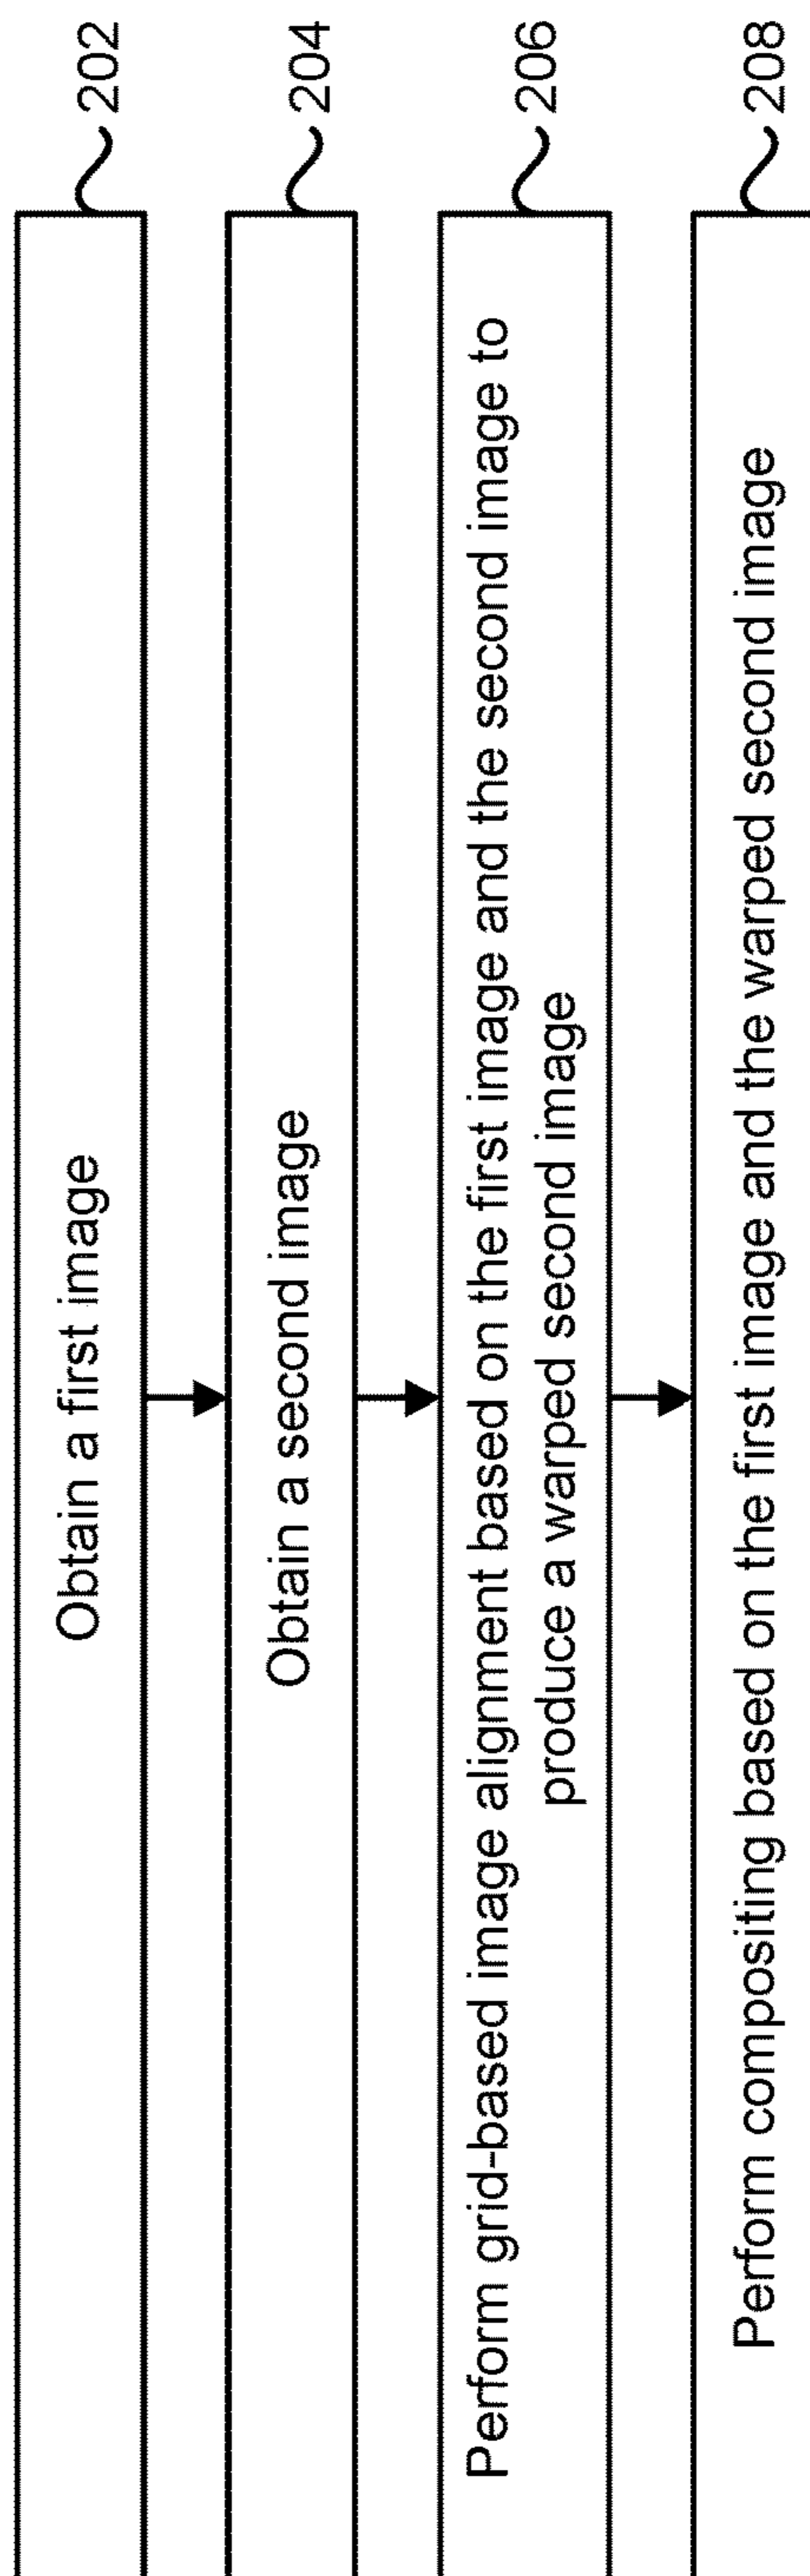 Obtain a first image
202
Obtain a second image
204
Perform grid-based image alignment based on the first image and the second image to
produce a warped second image
206
Perform compositing based on the first image and the warped second image
208